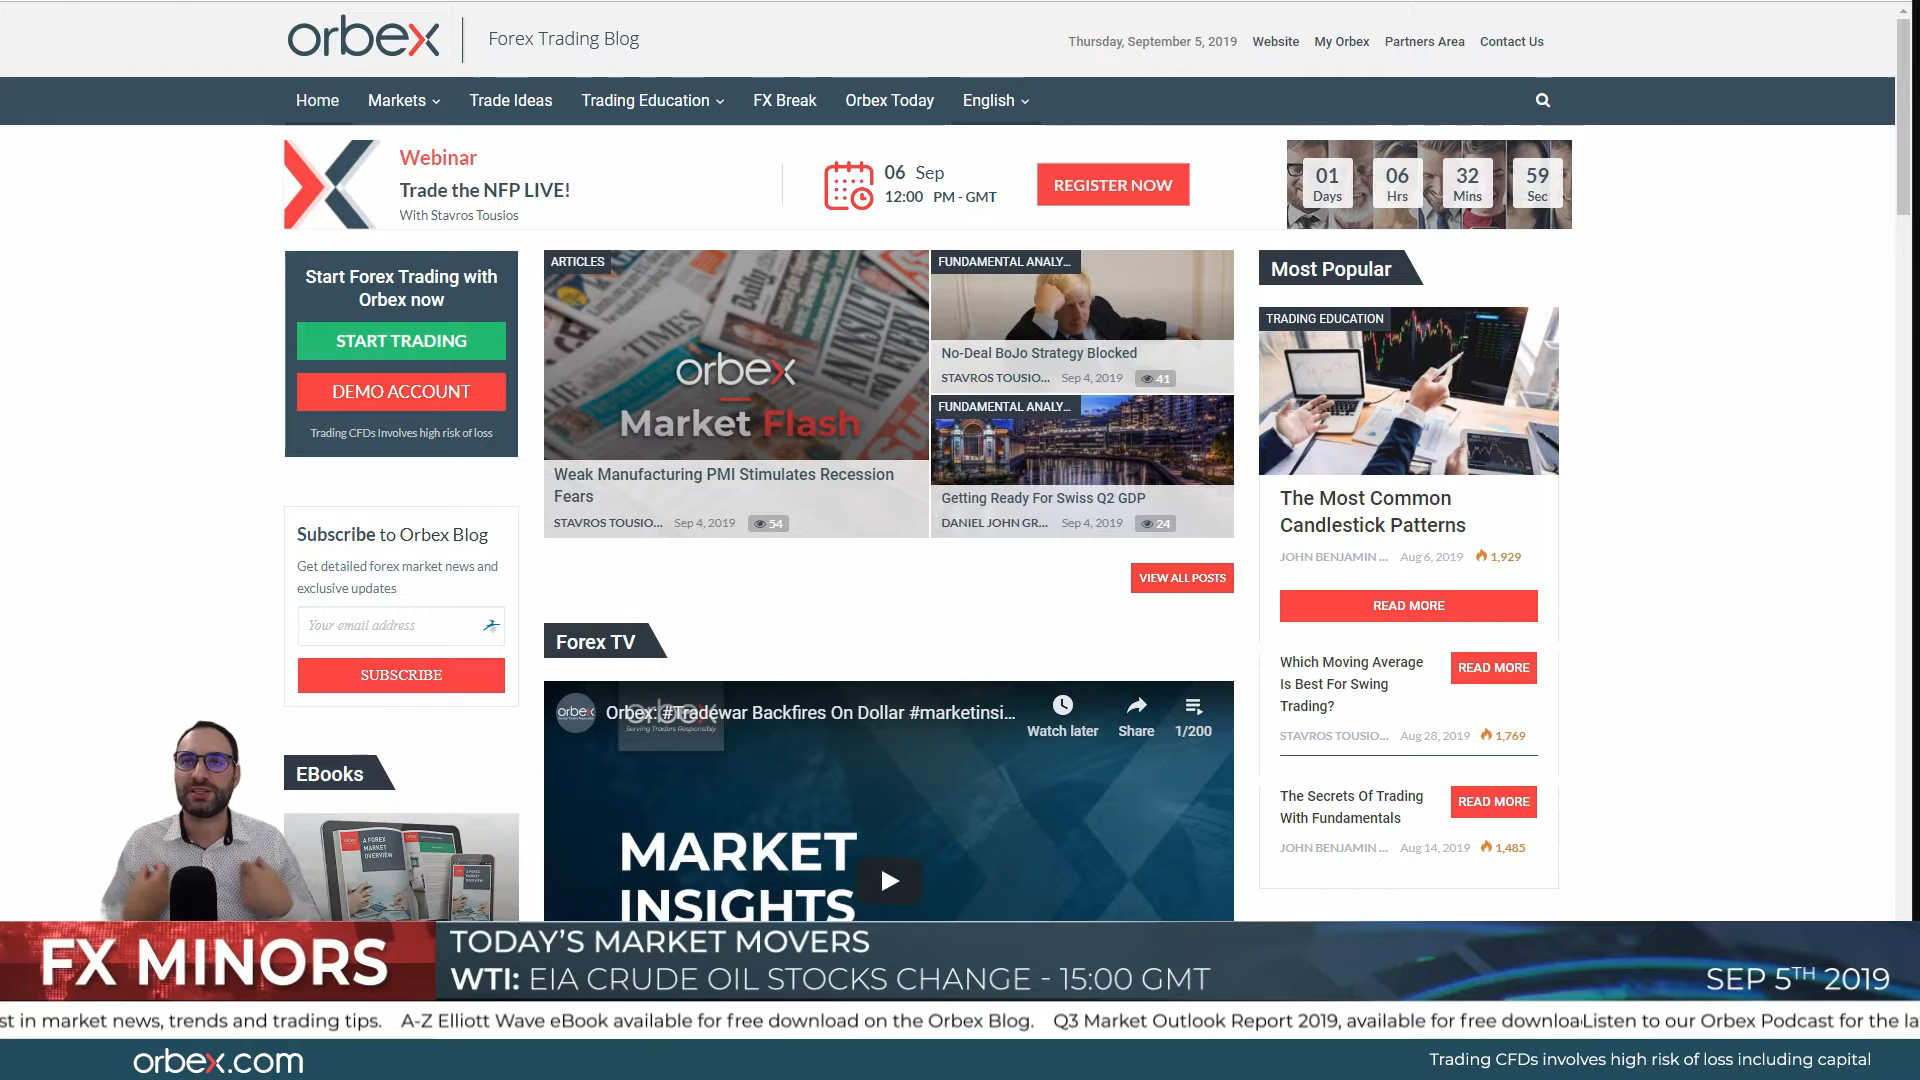 orbex
Forex Trading Blog
Thursday, September 5, 2019 Website My Orbex Partners Area Contact Us
Home Markets Trade Ideas Trading Education FX Break Orbex Today English
Webinar
Trade the NFP LIVE!
With Stavros Tousios
06 Sep
12:00 PM - GMT
REGISTER NOW
01 06 32 59
Days Hrs Mins Sec
Start Forex Trading with
Orbex now
START TRADING
DEMO ACCOUNT
Trading CFDs Involves high risk of loss
Subscribe to Orbex Blog
Get detailed forex market news and
exclusive updates
Your email address
SUBSCRIBE
EBooks
A FOREX
MARKET
OVERVIEW
ARTICLES
orbex
Market Flash
Weak Manufacturing PMI Stimulates Recession
Fears
STAVROS TOUSIO... Sep 4, 2019 54
FUNDAMENTAL ANALY...
No-Deal BoJo Strategy Blocked
STAVROS TOUSIO... Sep 4, 2019 41
FUNDAMENTAL ANALY...
Getting Ready For Swiss Q2 GDP
DANIEL JOHN GR... Sep 4, 2019 24
VIEW ALL POSTS
Forex TV
orbex
Orbex: #Tradewar Backfires On Dollar #marketinsi...
orbex
Serving Traders Responsibly
Watch later Share 1/200
MARKET
INSIGHTS
Most Popular
TRADING EDUCATION
The Most Common
Candlestick Patterns
JOHN BENJAMIN ... Aug 6, 2019 1,929
READ MORE
Which Moving Average
Is Best For Swing
Trading?
READ MORE
STAVROS TOUSIO... Aug 28, 2019 1,769
The Secrets Of Trading
With Fundamentals
READ MORE
JOHN BENJAMIN ... Aug 14, 2019 1,485
FX MINORS
TODAY'S MARKET MOVERS
WTI: EIA CRUDE OIL STOCKS CHANGE - 15:00 GMT
SEP 5TH 2019
st in market news, trends and trading tips. A-Z Elliott Wave eBook available for free download on the Orbex Blog. Q3 Market Outlook Report 2019, available for free downloa Listen to our Orbex Podcast for the la
orbex.com
Trading CFDs involves high risk of loss including capital